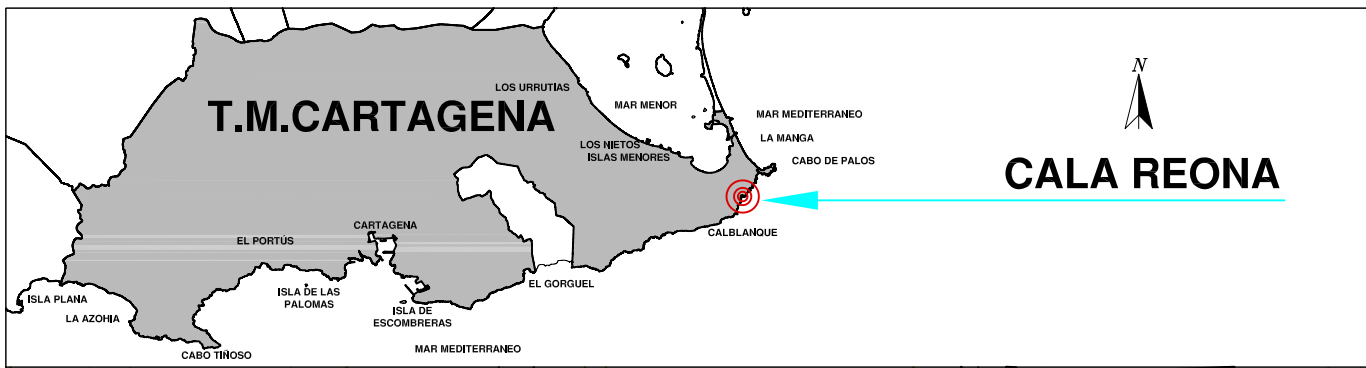 N
LOS URRUTIAS
T.M.CARTAGENA
MAR MENOR
MAR MEDITERRANEO
LA MANGA
LOS NIETOS
ISLAS MENORES
CABO DE PALOS
CALA REONA
CARTAGENA
CALBLANQUE
EL PORTÚS
EL GORGUEL
ISLA PLANA
ISLA DE LAS
PALOMAS
LA AZOHIA
ISLA DE
ESCOMBRERAS
CABO TIÑOSO
MAR MEDITERRANEO